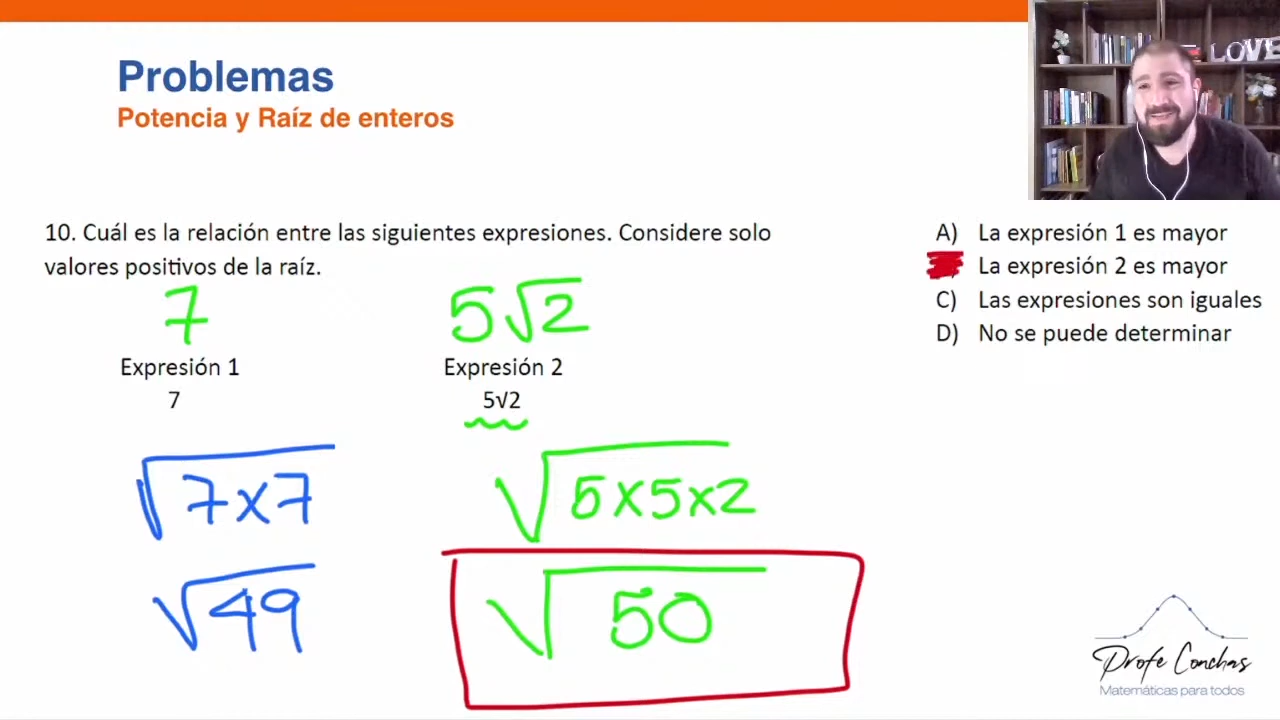 Problemas
Potencia y Raíz de enteros
LOVE
10. Cuál es la relación entre las siguientes expresiones. Considere solo
valores positivos de la raíz.
7
5√2
Expresión 1
Expresión 2
7
5√2
√7x7
√5x5x2
√49
√50
A) La expresión 1 es mayor
La expresión 2 es mayor
C) Las expresiones son iguales
D) No se puede determinar
Profe Conchas
Matemáticas para todos